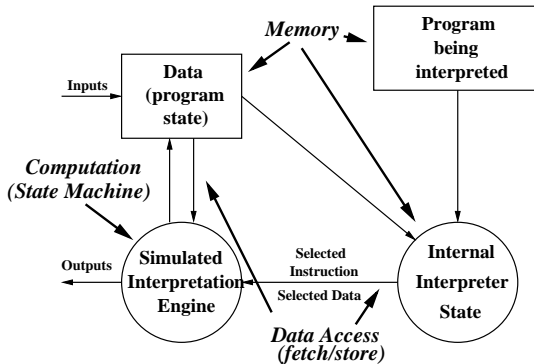 Memory
Program
being
interpreted
Data
(program
state)
Inputs
Computation
(State Machine)
Outputs
Simulated
Interpretation
Engine
Selected
Instruction
Selected Data
Internal
Interpreter
State
Data Access
(fetch/store)